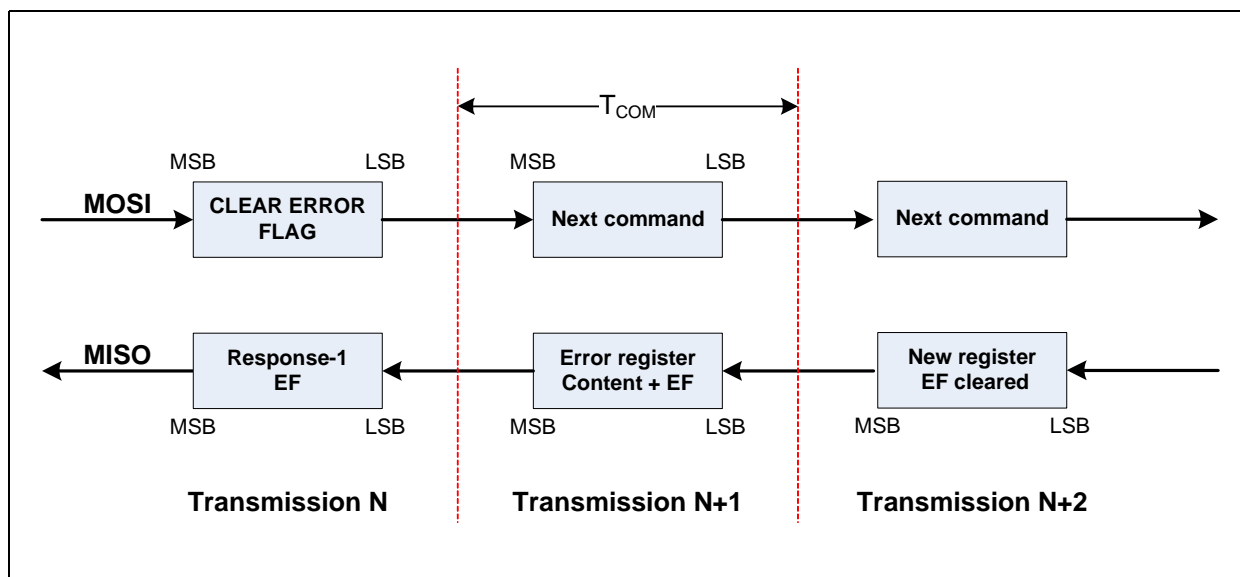 TCOM
MSB LSB MSB LSB
MOSI
CLEAR ERROR
FLAG
Next command
Next command
MISO
Response-1
EF
Error register
Content + EF
New register
EF cleared
MSB LSB MSB LSB MSB LSB
Transmission N Transmission N+1 Transmission N+2